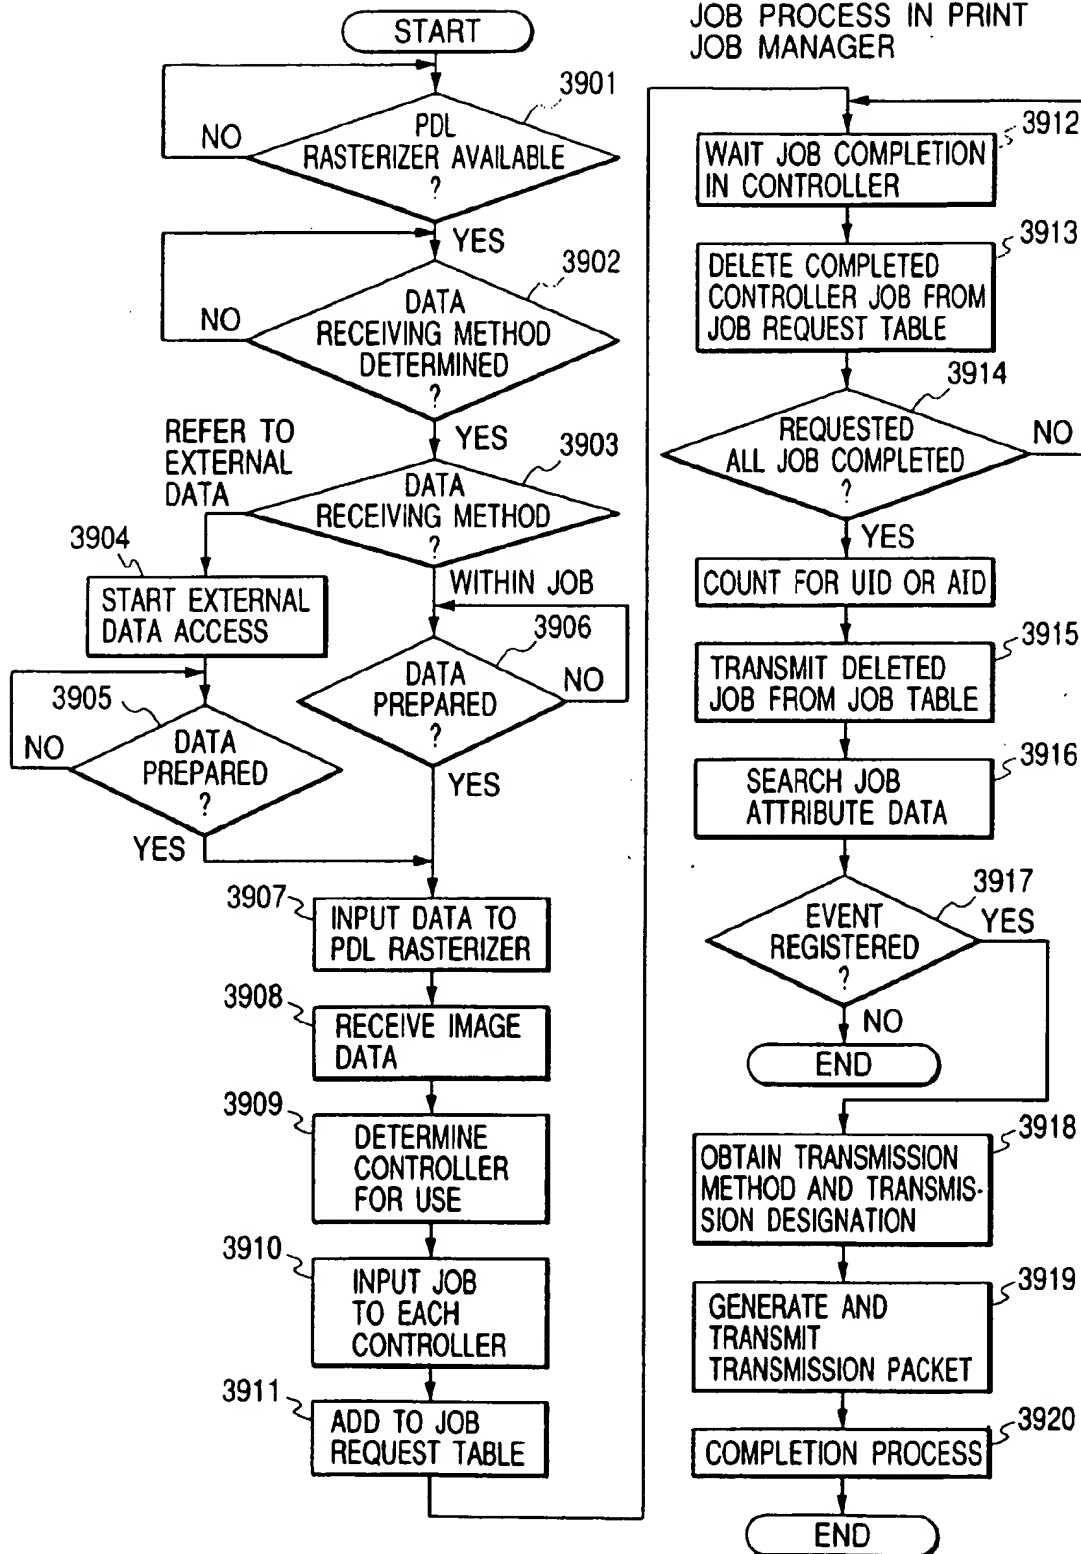 JOB PROCESS IN PRINT
JOB MANAGER
START
3901
PDL
RASTERIZER AVAILABLE
?
NO
YES
3902
DATA
RECEIVING METHOD
DETERMINED
?
NO
YES
3903
REFER TO
EXTERNAL
DATA
DATA
RECEIVING METHOD
?
WITHIN JOB
3904
START EXTERNAL
DATA ACCESS
3905
DATA
PREPARED
?
NO
YES
3906
DATA
PREPARED
?
NO
YES
3907
INPUT DATA TO
PDL RASTERIZER
3908
RECEIVE IMAGE
DATA
3909
DETERMINE
CONTROLLER
FOR USE
3910
INPUT JOB
TO EACH
CONTROLLER
3911
ADD TO JOB
REQUEST TABLE
3912
WAIT JOB COMPLETION
IN CONTROLLER
3913
DELETE COMPLETED
CONTROLLER JOB FROM
JOB REQUEST TABLE
3914
REQUESTED
ALL JOB COMPLETED
?
NO
YES
COUNT FOR UID OR AID
3915
TRANSMIT DELETED
JOB FROM JOB TABLE
3916
SEARCH JOB
ATTRIBUTE DATA
3917
EVENT
REGISTERED
?
YES
NO
END
3918
OBTAIN TRANSMISSION
METHOD AND TRANSMIS-
SION DESIGNATION
3919
GENERATE AND
TRANSMIT
TRANSMISSION PACKET
3920
COMPLETION PROCESS
END